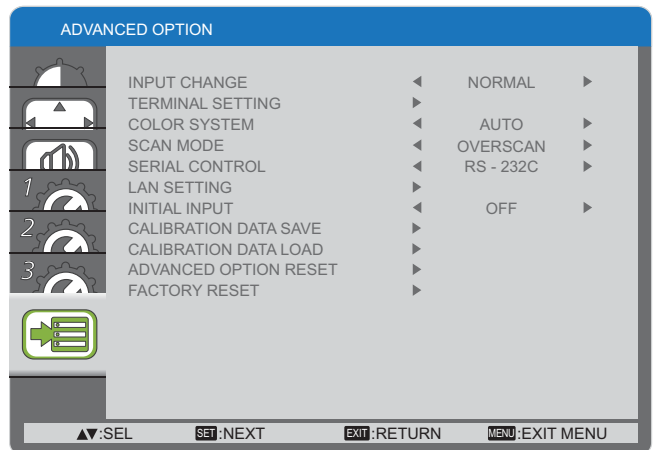 ADVANCED OPTION
INPUT CHANGE NORMAL
TERMINAL SETTING
COLOR SYSTEM AUTO
SCAN MODE OVERSCAN
SERIAL CONTROL RS - 232C
1
LAN SETTING
INITIAL INPUT OFF
2
CALIBRATION DATA SAVE
CALIBRATION DATA LOAD
3
ADVANCED OPTION RESET
FACTORY RESET
:SEL SET:NEXT EXIT:RETURN MENU:EXIT MENU